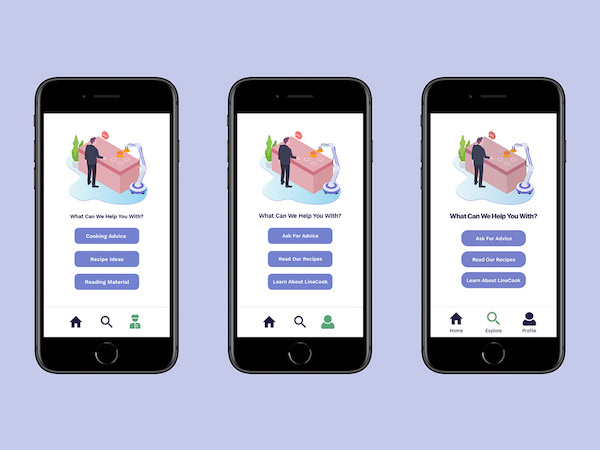 What Can We Help You With?
Cooking Advice
Recipe Ideas
Reading Material
What Can We Help You With?
Ask For Advice
Read Our Recipes
Learn About LineCook
What Can We Help You With?
Ask For Advice
Read Our Recipes
Learn About LineCook
Home
Explore
Profile